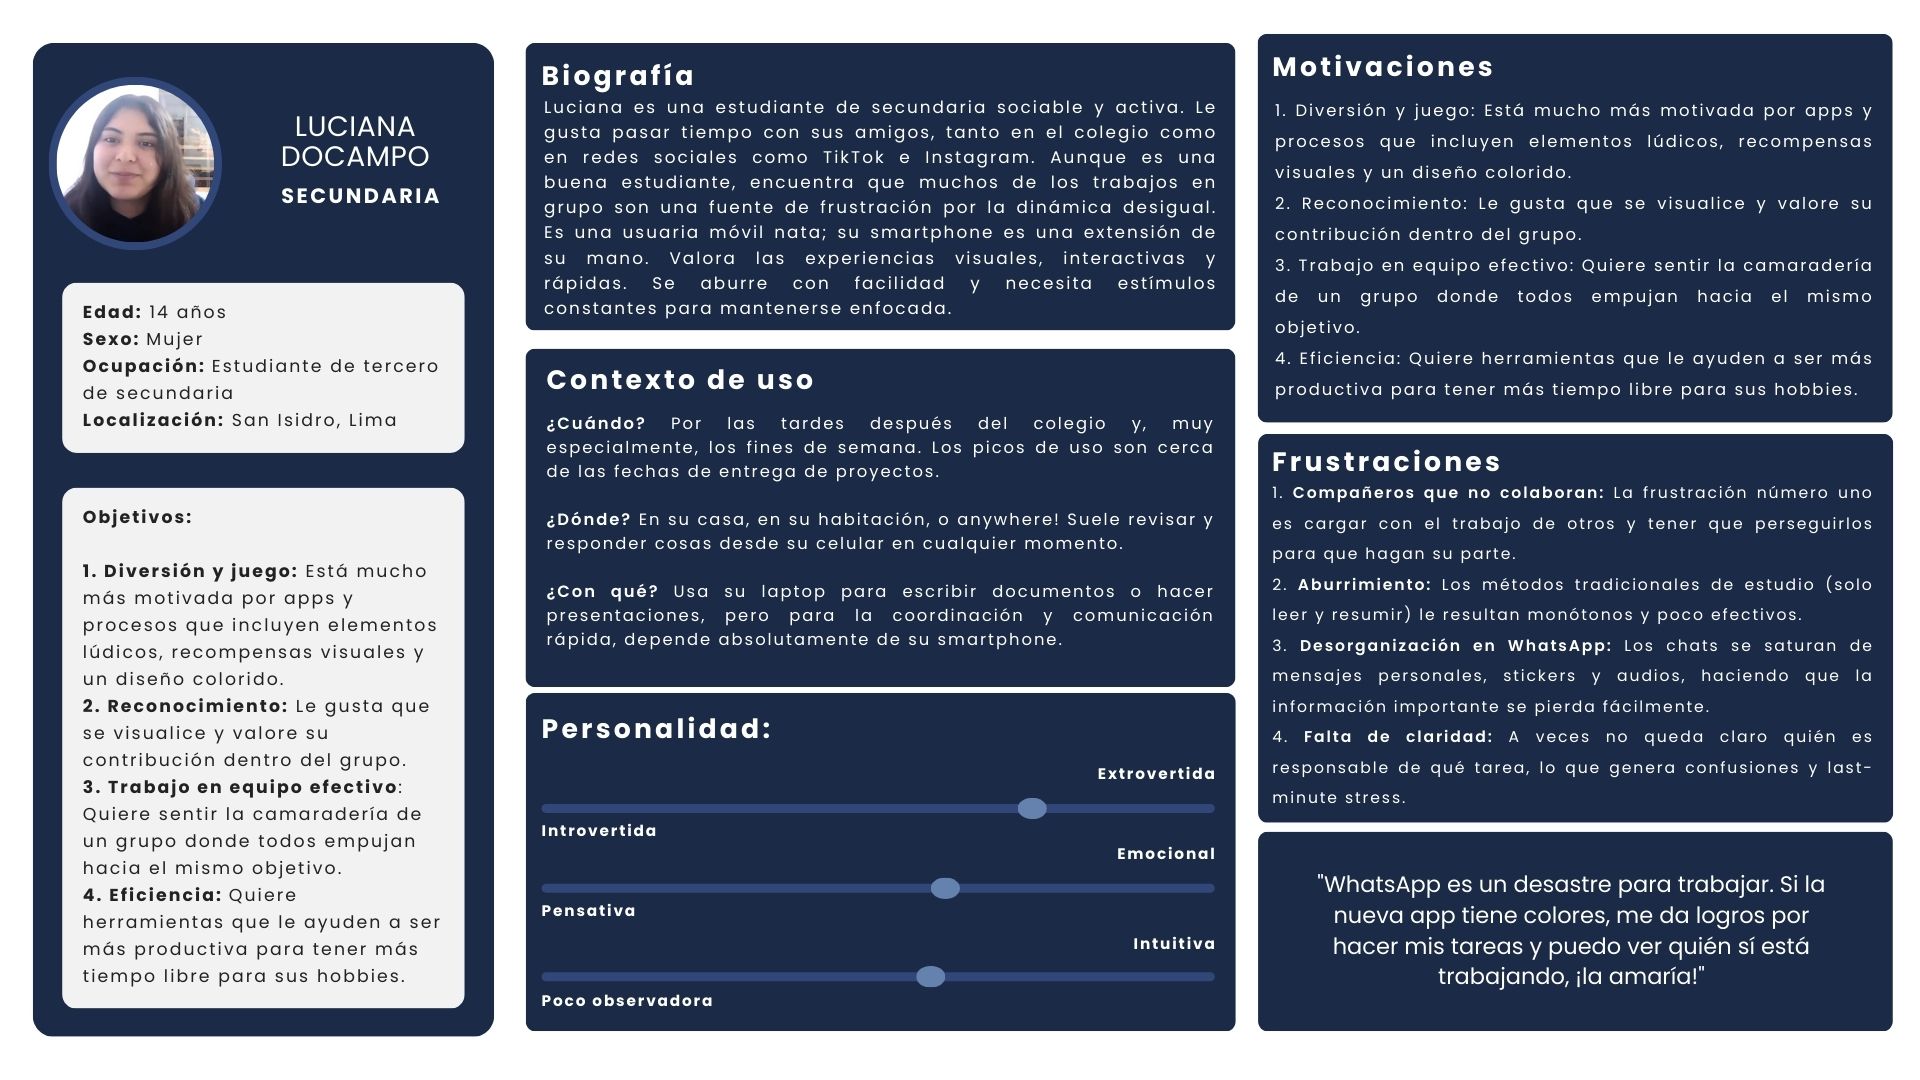 LUCIANA
DOCAMPO
SECUNDARIA
Edad: 14 años
Sexo: Mujer
Ocupación: Estudiante de tercero
de secundaria
Localización: San Isidro, Lima
Objetivos:
1. Diversión y juego: Está mucho
más motivada por apps y
procesos que incluyen elementos
lúdicos, recompensas visuales y
un diseño colorido.
2. Reconocimiento: Le gusta que
se visualice y valore su
contribución dentro del grupo.
3. Trabajo en equipo efectivo:
Quiere sentir la camaradería de
un grupo donde todos empujan
hacia el mismo objetivo.
4. Eficiencia: Quiere
herramientas que le ayuden a ser
más productiva para tener más
tiempo libre para sus hobbies.
Biografía
Luciana es una estudiante de secundaria sociable y activa. Le
gusta pasar tiempo con sus amigos, tanto en el colegio como
en redes sociales como TikTok e Instagram. Aunque es una
buena estudiante, encuentra que muchos de los trabajos en
grupo son una fuente de frustración por la dinámica desigual.
Es una usuaria móvil nata; su smartphone es una extensión de
su mano. Valora las experiencias visuales, interactivas y
rápidas. Se aburre con facilidad y necesita estímulos
constantes para mantenerse enfocada.
Contexto de uso
¿Cuándo? Por las tardes después del colegio y, muy
especialmente, los fines de semana. Los picos de uso son cerca
de las fechas de entrega de proyectos.
¿Dónde? En su casa, en su habitación, o anywhere! Suele revisar y
responder cosas desde su celular en cualquier momento.
¿Con qué? Usa su laptop para escribir documentos o hacer
presentaciones, pero para la coordinación y comunicación
rápida, depende absolutamente de su smartphone.
Personalidad:
Extrovertida
Introvertida
Emocional
Pensativa
Intuitiva
Poco observadora
Motivaciones
1. Diversión y juego: Está mucho más motivada por apps y
procesos que incluyen elementos lúdicos, recompensas
visuales y un diseño colorido.
2. Reconocimiento: Le gusta que se visualice y valore su
contribución dentro del grupo.
3. Trabajo en equipo efectivo: Quiere sentir la camaradería
de un grupo donde todos empujan hacia el mismo
objetivo.
4. Eficiencia: Quiere herramientas que le ayuden a ser más
productiva para tener más tiempo libre para sus hobbies.
Frustraciones
1. Compañeros que no colaboran: La frustración número uno
es cargar con el trabajo de otros y tener que perseguirlos
para que hagan su parte.
2. Aburrimiento: Los métodos tradicionales de estudio (solo
leer y resumir) le resultan monótonos y poco efectivos.
3. Desorganización en WhatsApp: Los chats se saturan de
mensajes personales, stickers y audios, haciendo que la
información importante se pierda fácilmente.
4. Falta de claridad: A veces no queda claro quién es
responsable de qué tarea, lo que genera confusiones y last-
minute stress.
"WhatsApp es un desastre para trabajar. Si la
nueva app tiene colores, me da logros por
hacer mis tareas y puedo ver quién sí está
trabajando, ¡la amaría!"